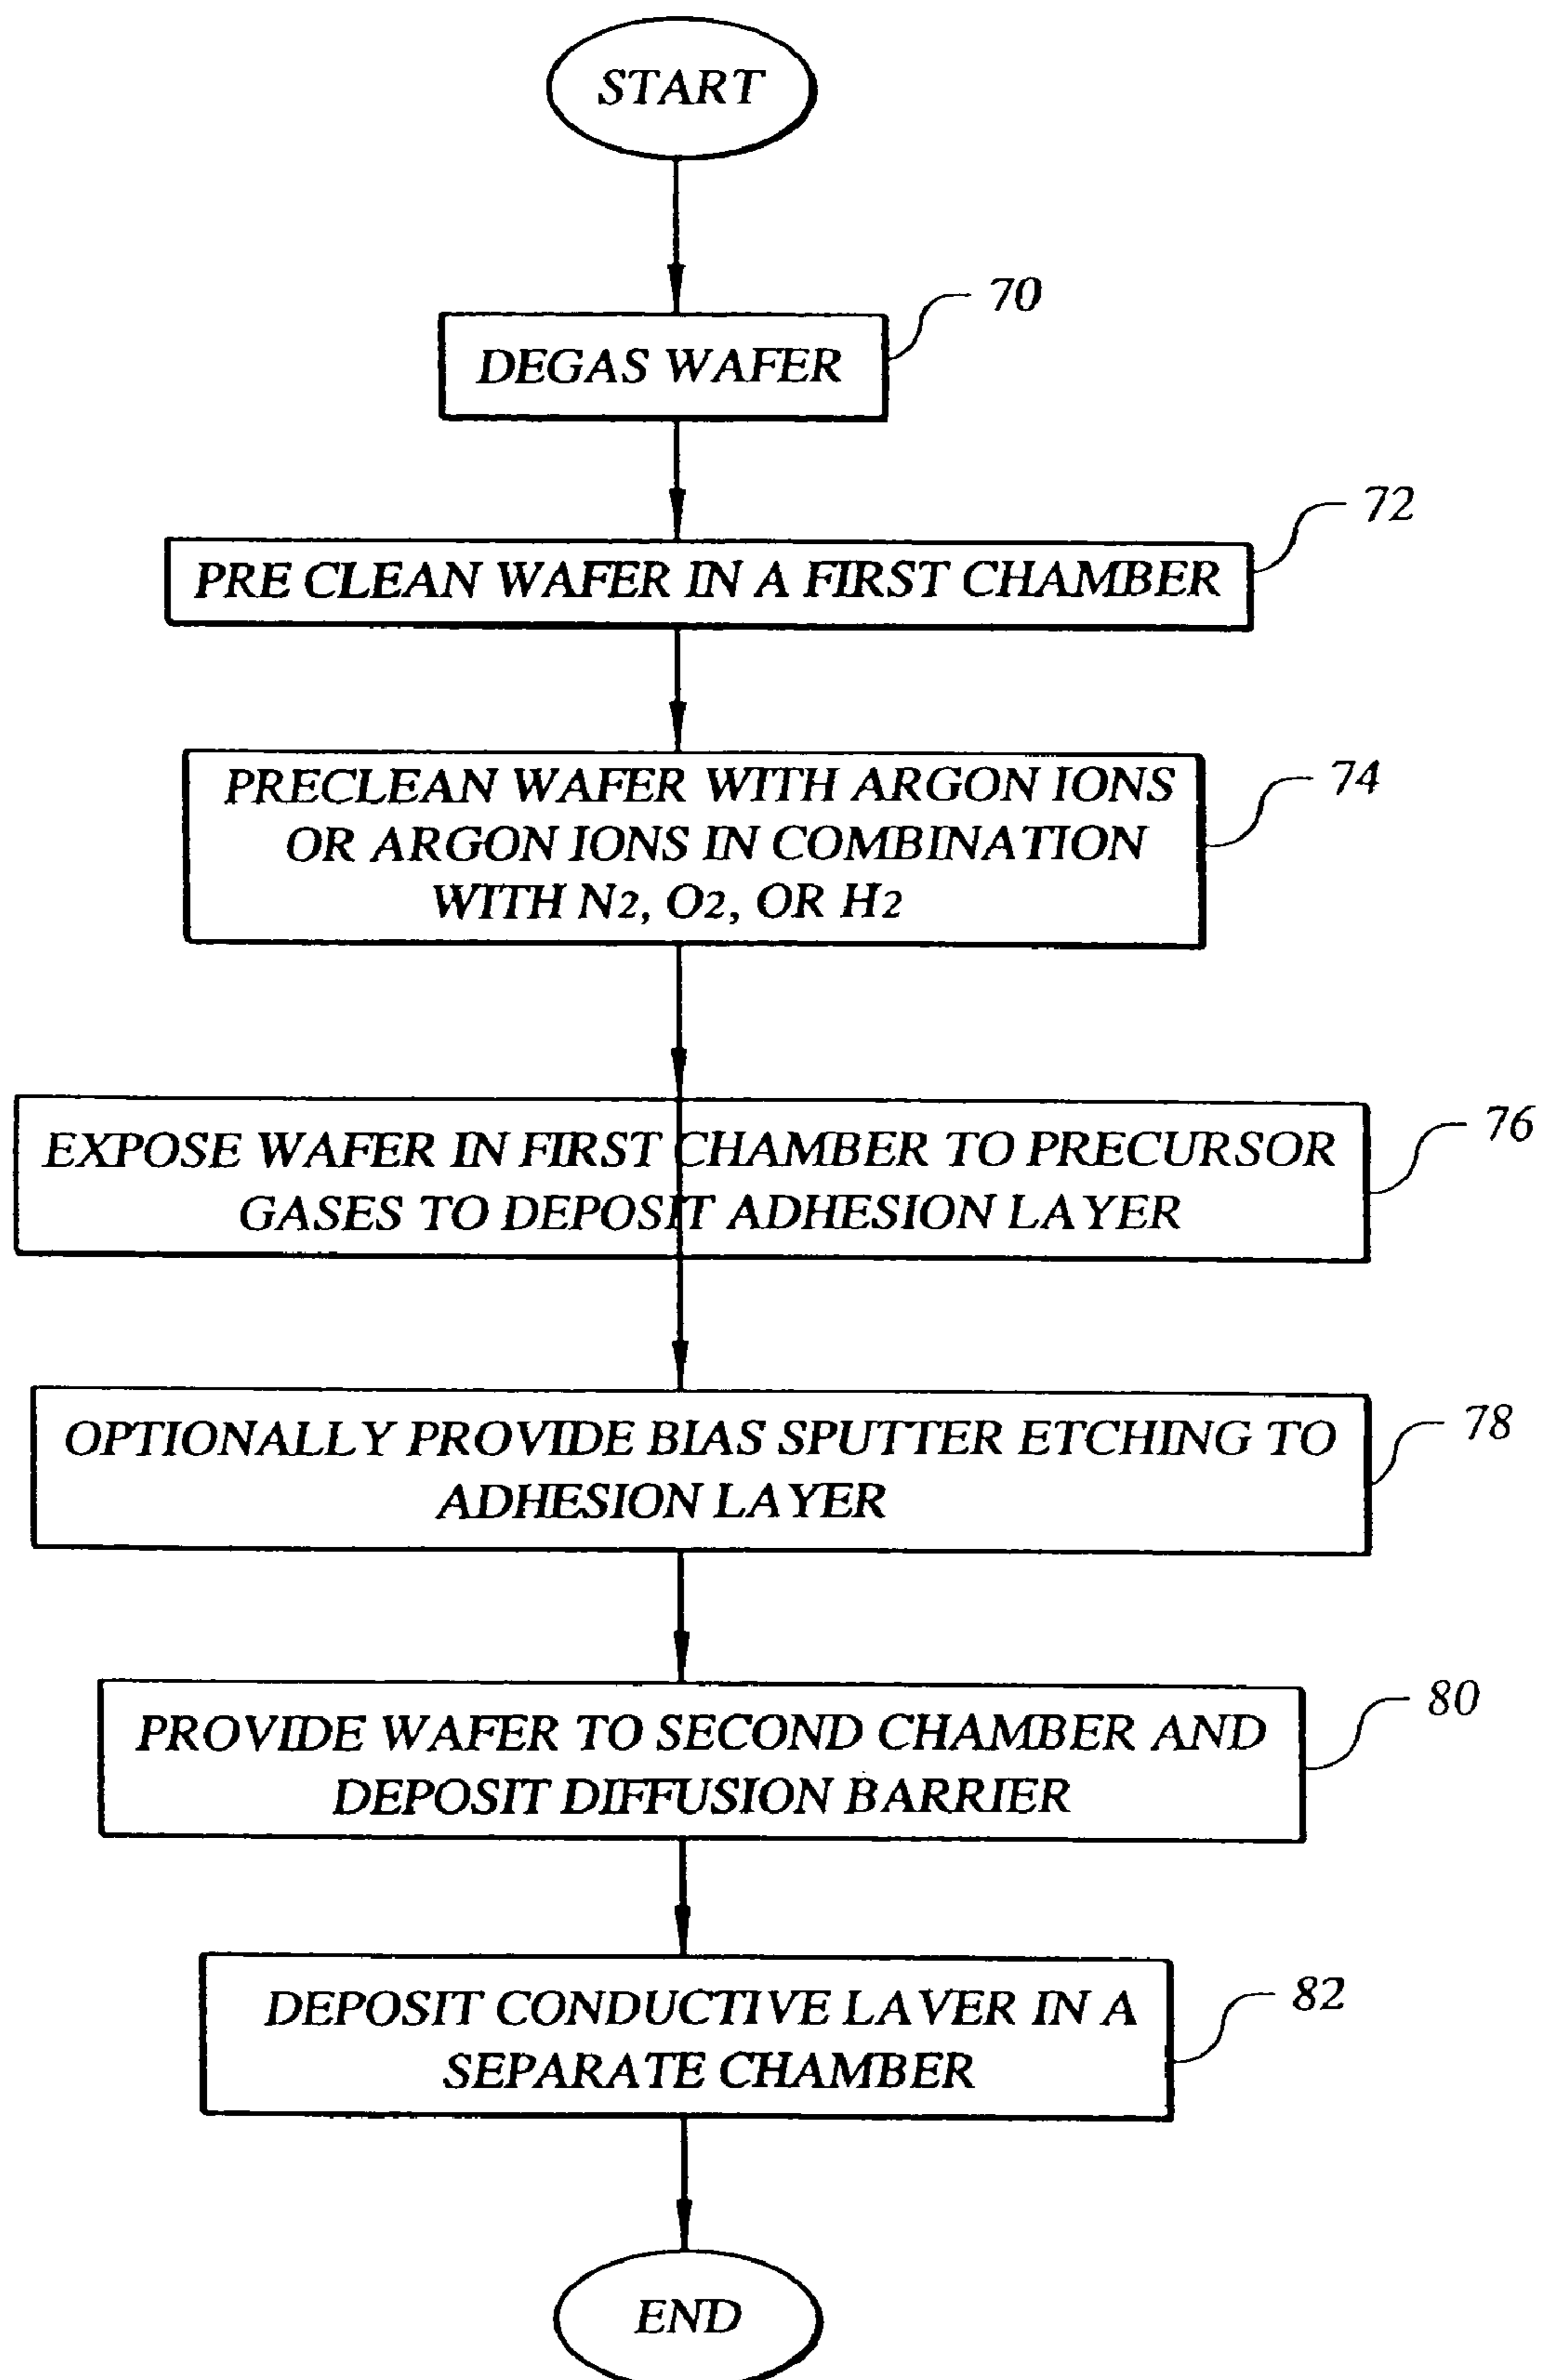 START
70
DEGAS WAFER
72
PRE CLEAN WAFER IN A FIRST CHAMBER
74
PRECLEAN WAFER WITH ARGON IONS
OR ARGON IONS IN COMBINATION
WITH N2, O2, OR H2
76
EXPOSE WAFER IN FIRST CHAMBER TO PRECURSOR
GASES TO DEPOSIT ADHESION LAYER
78
OPTIONALLY PROVIDE BIAS SPUTTER ETCHING TO
ADHESION LAYER
80
PROVIDE WAFER TO SECOND CHAMBER AND
DEPOSIT DIFFUSION BARRIER
82
DEPOSIT CONDUCTIVE LAVER IN A
SEPARATE CHAMBER
END